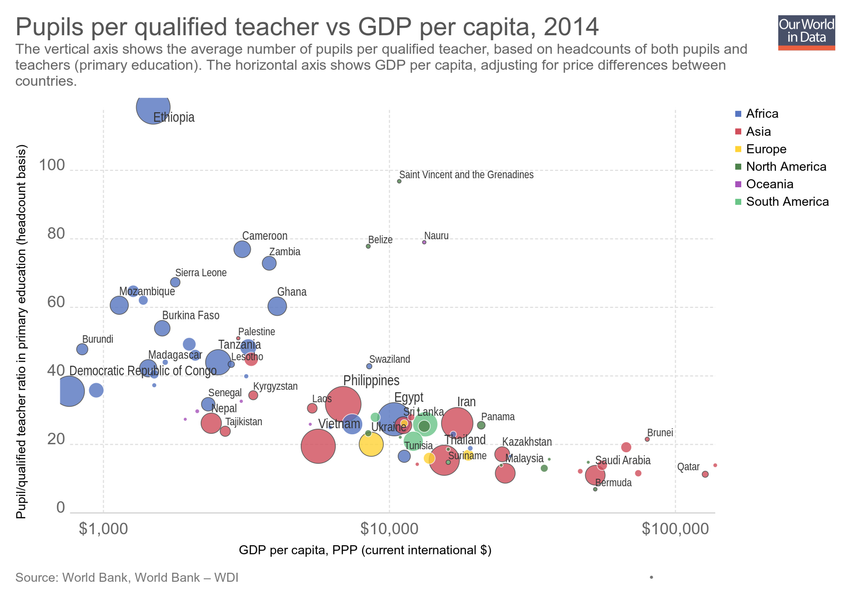 Pupils per qualified teacher vs GDP per capita, 2014
Our World
in Data
The vertical axis shows the average number of pupils per qualified teacher, based on headcounts of both pupils and
teachers (primary education). The horizontal axis shows GDP per capita, adjusting for price differences between
countries.
Pupil/qualified teacher ratio in primary education (headcount basis)
Ethiopia
Africa
Asia
Europe
North America
Oceania
South America
100
Saint Vincent and the Grenadines
80
Cameroon
Belize
Nauru
Zambia
Sierra Leone
Mozambique
Ghana
60
Burkina Faso
Palestine
Burundi
Tanzania
Madagascar
Lesotho
Swaziland
40
Democratic Republic of Congo
Philippines
Kyrgyzstan
Senegal
Laos
Egypt
Iran
Nepal
Sri Lanka
Panama
Tajikistan
Vietnam
Ukraine
Brunei
20
Tunisia
Thailand
Kazakhstan
Suriname
Malaysia
Saudi Arabia
Qatar
Bermuda
0
$1,000
$10,000
$100,000
GDP per capita, PPP (current international $)
Source: World Bank, World Bank – WDI